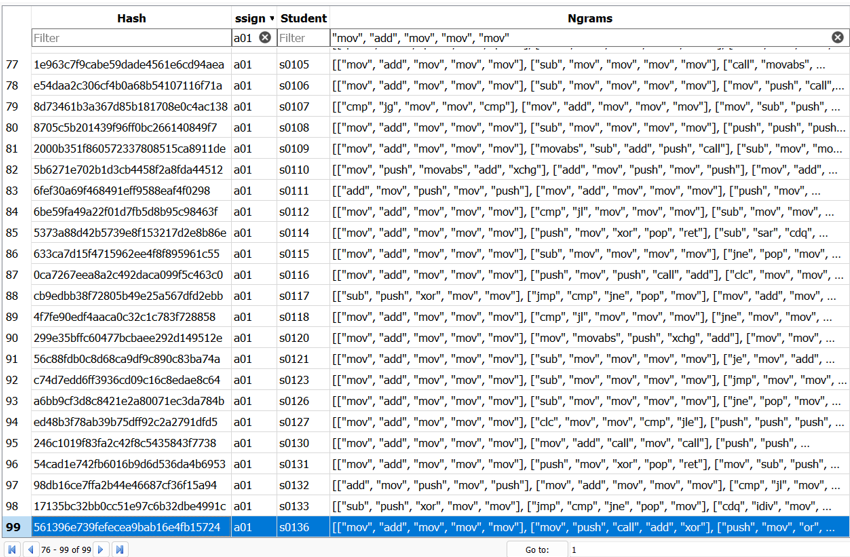 Hash ssign Student Ngrams
Filter a01 Filter "mov", "add", "mov", "mov", "mov"
77 1e963c7f9cabe59dade4561e6cd94aea a01 s0105 [["mov", "add", "mov", "mov", "mov"], ["sub", "mov", "mov", "mov", "mov"], ["call", "movabs", ...
78 e54daa2c306cf4b0a68b54107116f71a a01 s0106 [["mov", "add", "mov", "mov", "mov"], ["sub", "mov", "mov", "mov", "mov"], ["mov", "push", "call", ...
79 8d73461b3a367d85b181708e0c4ac138 a01 s0107 [["cmp", "jg", "mov", "mov", "cmp"], ["mov", "add", "mov", "mov", "mov"], ["mov", "sub", "push", ...
80 8705c5b201439f96ff0bc266140849f7 a01 s0108 [["mov", "add", "mov", "mov", "mov"], ["sub", "mov", "mov", "mov", "mov"], ["push", "push", "push...
81 2000b351f860572337808515ca8911de a01 s0109 [["mov", "add", "mov", "mov", "mov"], ["movabs", "sub", "add", "push", "call"], ["sub", "mov", "mo...
82 5b6271e702b1d3cb4458f2a8fda44512 a01 s0110 [["mov", "push", "movabs", "add", "xchg"], ["add", "mov", "push", "mov", "push"], ["mov", "add", ...
83 6fef30a69f468491eff9588eaf4f0298 a01 s0111 [["add", "mov", "push", "mov", "push"], ["mov", "add", "mov", "mov", "mov"], ["push", "mov", ...
84 6be59fa49a22f01d7fb5d8b95c98463f a01 s0112 [["mov", "add", "mov", "mov", "mov"], ["cmp", "jl", "mov", "mov", "mov"], ["sub", "mov", "mov", ...
85 5373a88d42b5739e8f153217d2e8b86e a01 s0114 [["mov", "add", "mov", "mov", "mov"], ["push", "mov", "xor", "pop", "ret"], ["sub", "sar", "cdq", ...
86 633ca7d15f4715962ee4f8f895961c55 a01 s0115 [["mov", "add", "mov", "mov", "mov"], ["sub", "mov", "mov", "mov", "mov"], ["jne", "pop", "mov", ...
87 0ca7267eea8a2c492daca099f5c463c0 a01 s0116 [["mov", "add", "mov", "mov", "mov"], ["push", "mov", "push", "call", "add"], ["clc", "mov", "mov", ...
88 cb9edbb38f72805b49e25a567dfd2ebb a01 s0117 [["sub", "push", "xor", "mov", "mov"], ["jmp", "cmp", "jne", "pop", "mov"], ["mov", "add", "mov", ...
89 4f7fe90edf4aaca0c32c1c783f728858 a01 s0118 [["mov", "add", "mov", "mov", "mov"], ["cmp", "jl", "mov", "mov", "mov"], ["jne", "mov", "mov", ...
90 299e35bffc60477bcbaee292d149512e a01 s0120 [["mov", "add", "mov", "mov", "mov"], ["mov", "movabs", "push", "xchg", "add"], ["mov", "mov", ...
91 56c88fdb0c8d68ca9df9c890c83ba74a a01 s0121 [["mov", "add", "mov", "mov", "mov"], ["sub", "mov", "mov", "mov", "mov"], ["je", "mov", "add", ...
92 c74d7edd6ff3936cd09c16c8edae8c64 a01 s0123 [["mov", "add", "mov", "mov", "mov"], ["sub", "mov", "mov", "mov", "mov"], ["jmp", "mov", "mov", ...
93 a6bb9cf3d8c8421e2a80071ec3da784b a01 s0126 [["mov", "add", "mov", "mov", "mov"], ["sub", "mov", "mov", "mov", "mov"], ["jne", "pop", "mov", ...
94 ed48b3f78ab39b75dff92c2a2791dfd5 a01 s0127 [["mov", "add", "mov", "mov", "mov"], ["clc", "mov", "mov", "cmp", "jle"], ["push", "push", "push", ...
95 246c1019f83fa2c42f8c5435843f7738 a01 s0130 [["mov", "add", "mov", "mov", "mov"], ["mov", "add", "call", "mov", "call"], ["push", "push", ...
96 54cad1e742fb6016b9d6d536da4b6953 a01 s0131 [["mov", "add", "mov", "mov", "mov"], ["push", "mov", "xor", "pop", "ret"], ["mov", "sub", "push", ...
97 98db16ce7ffa2b44e46687cf36f15a94 a01 s0132 [["add", "mov", "push", "mov", "push"], ["mov", "add", "mov", "mov", "mov"], ["cmp", "jl", "mov", ...
98 17135bc32bb0cc51e97c6b32dbe4991c a01 s0133 [["sub", "push", "xor", "mov", "mov"], ["jmp", "cmp", "jne", "pop", "mov"], ["cdq", "idiv", "mov", ...
99 561396e739fefecea9bab16e4fb15724 a01 s0136 [["mov", "add", "mov", "mov", "mov"], ["mov", "push", "call", "add", "xor"], ["push", "mov", "or", ...
76 - 99 of 99 Go to: 1